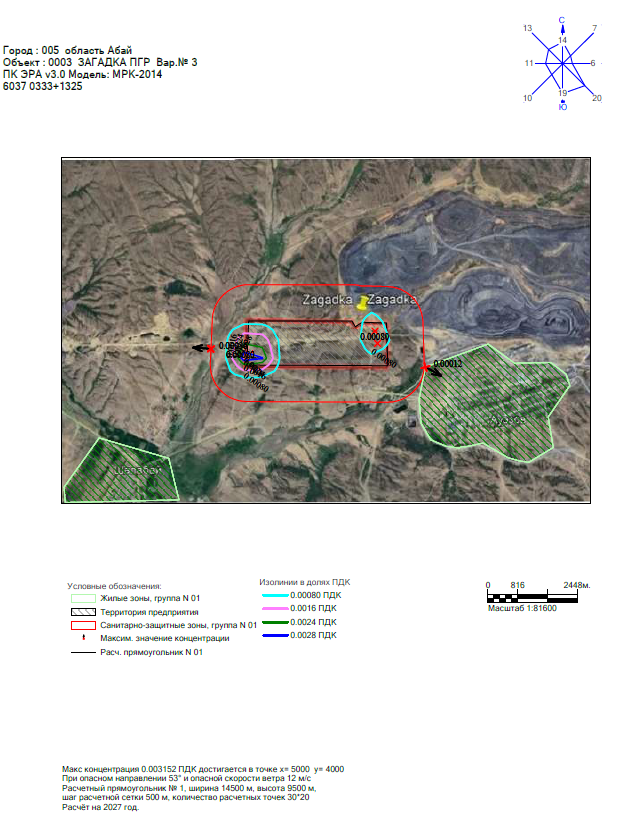 Город : 005 область Абай
Объект : 0003 ЗАГАДКА ПГР Вар.№ 3
ПК ЭРА v3.0 Модель: МРК-2014
6037 0333+1325
С
13
14
7
11
6
10
19
20
Ю
Zagadka
Zagadka
0.00080
0.00080
0.00080
0.00012
Ауэзов
Шалабай
Условные обозначения:
Жилые зоны, группа N 01
Территория предприятия
Санитарно-защитные зоны, группа N 01
Максим. значение концентрации
Расч. прямоугольник N 01
Изолинии в долях ПДК
0.00080 ПДК
0.0016 ПДК
0.0024 ПДК
0.0028 ПДК
0 816 2448м.
Масштаб 1:81600
Макс концентрация 0.003152 ПДК достигается в точке x= 5000 y= 4000
При опасном направлении 53° и опасной скорости ветра 12 м/с
Расчетный прямоугольник № 1, ширина 14500 м, высота 9500 м,
шаг расчетной сетки 500 м, количество расчетных точек 30*20
Расчёт на 2027 год.